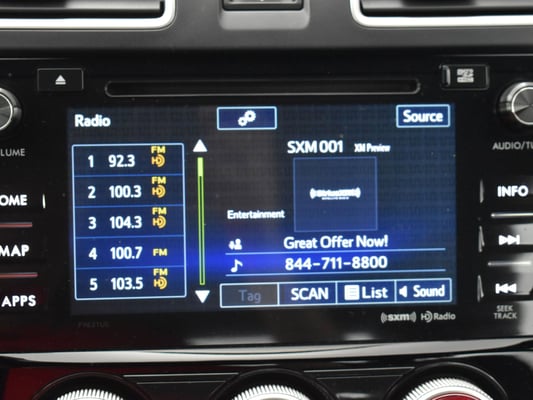 Radio
Source
SXM 001 XM Preview
1 92.3 FM HD
2 100.3 FM HD
3 104.3 FM HD
4 100.7 FM
5 103.5 FM HD
SiriusXM
Entertainment
Great Offer Now!
844-711-8800
Tag SCAN List Sound
VOLUME
HOME
MAP
APPS
AUDIO/TU
INFO
SEEK
TRACK
((SXM)) HD Radio